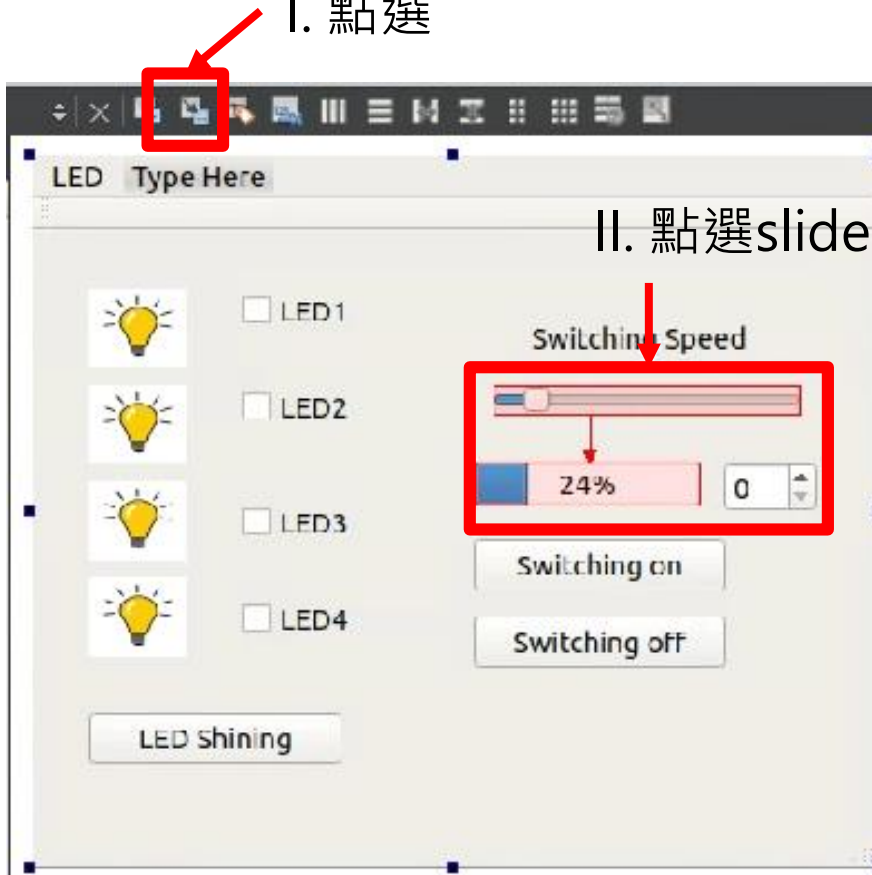 I. 點選
LED Type Here
II. 點選slide
LED1
Switching Speed
LED2
24% 0
LED3
Switching on
LED4
Switching off
LED Shining